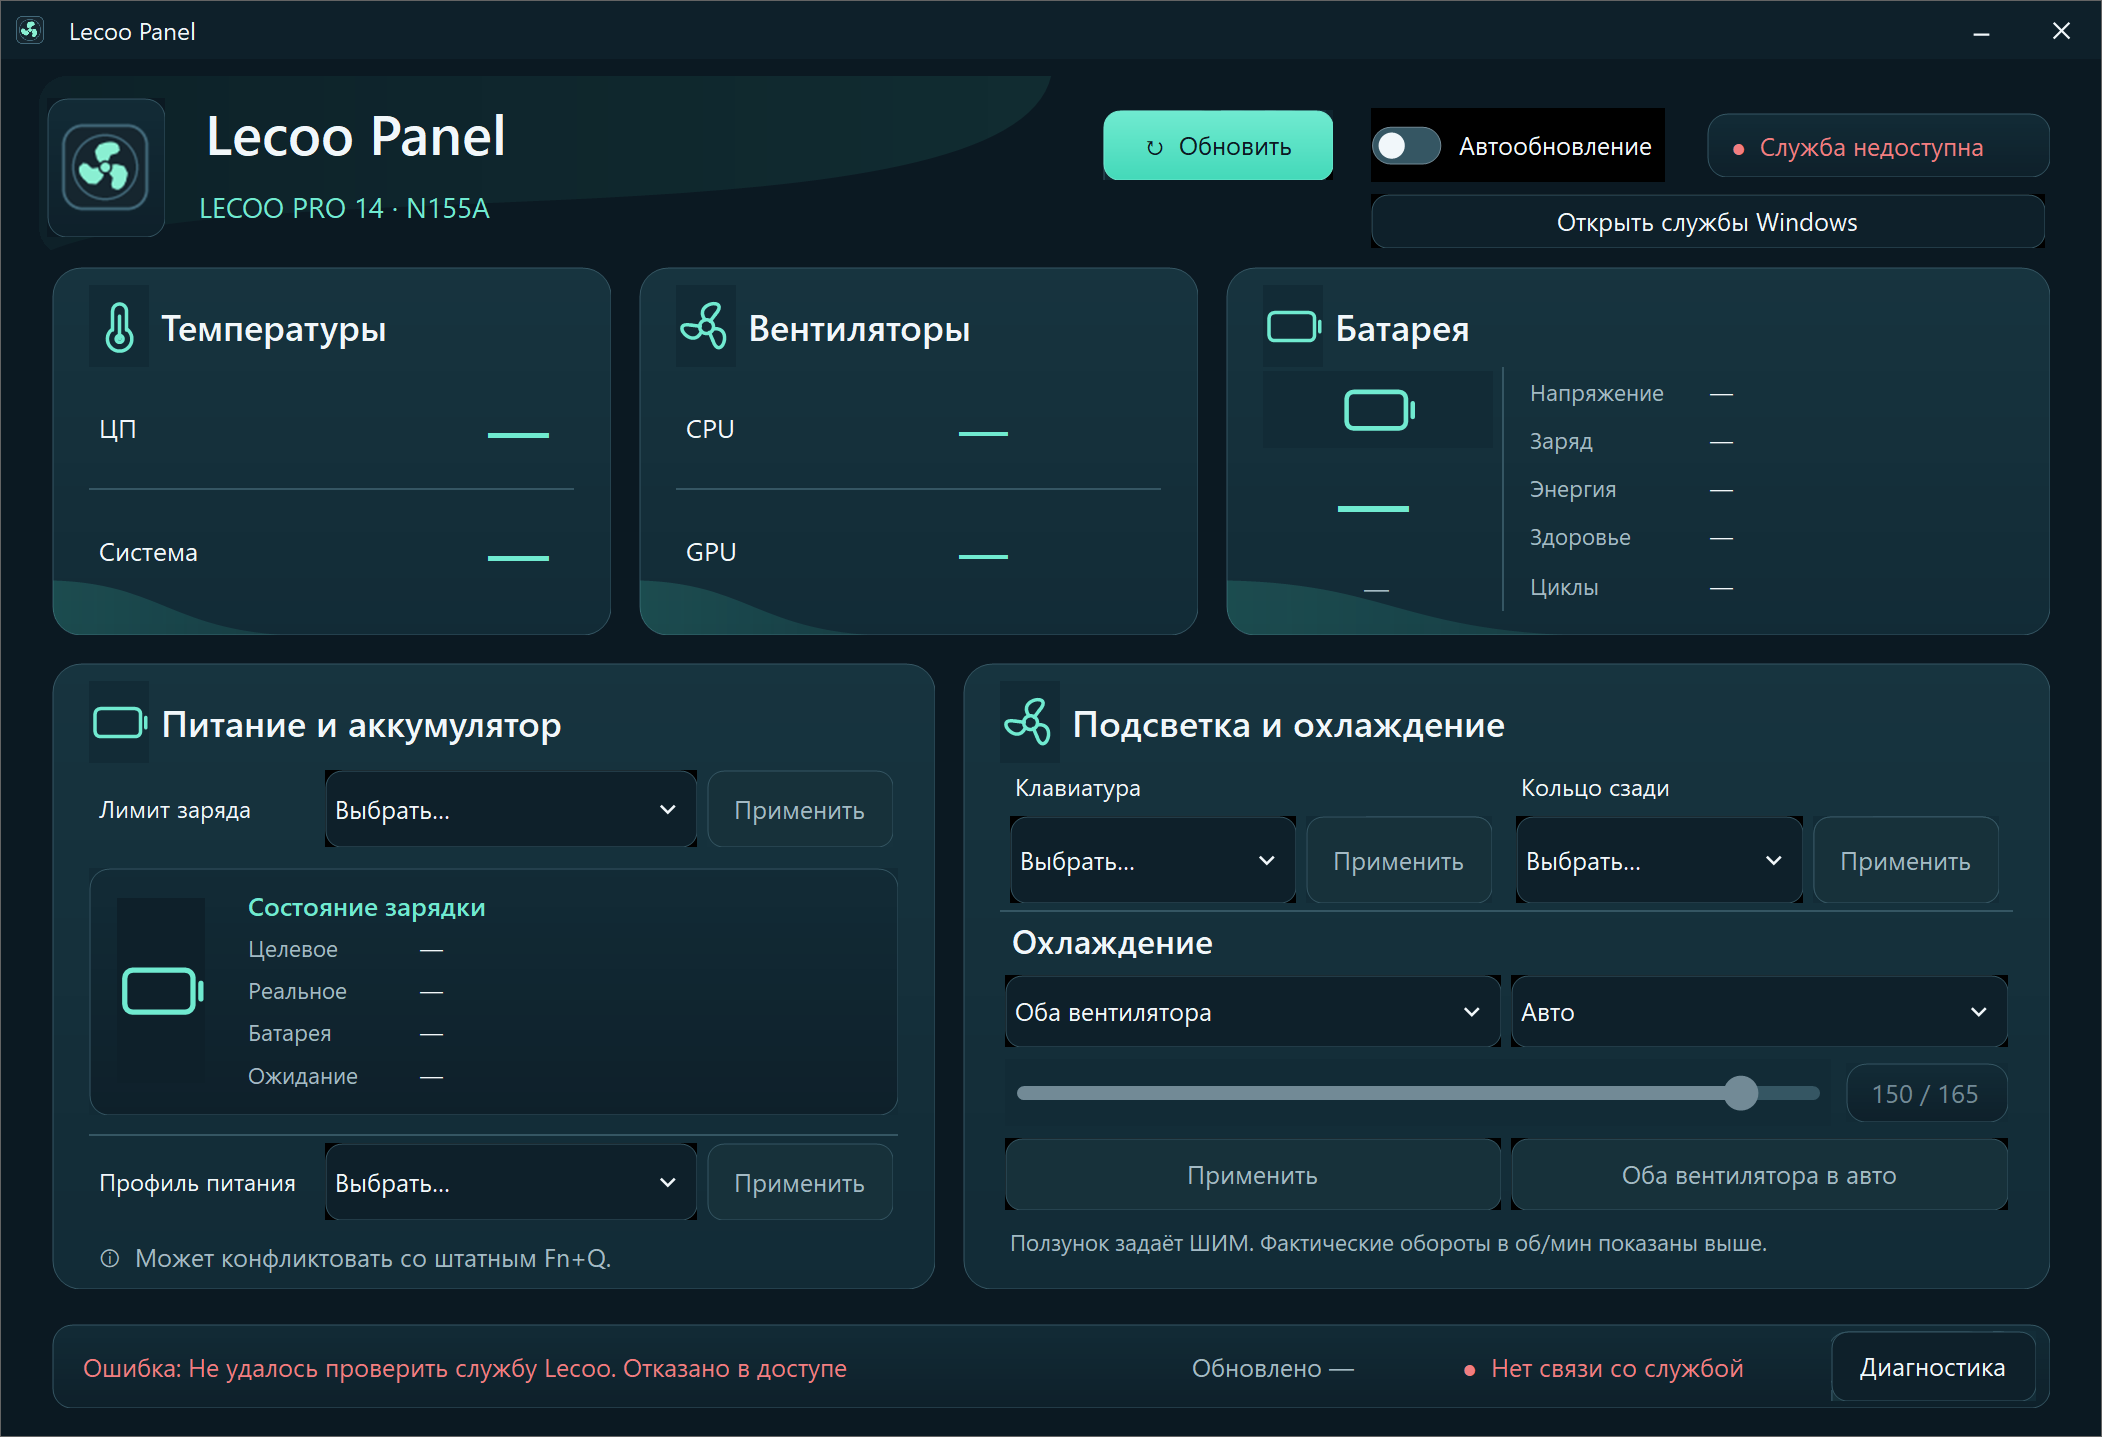 Lecoo Panel
Lecoo Panel
LECOO PRO 14 · N155A
↻ Обновить
Автообновление
● Служба недоступна
Открыть службы Windows
Температуры
ЦП —
Система —
Вентиляторы
CPU —
GPU —
Батарея
—
—
Напряжение —
Заряд —
Энергия —
Здоровье —
Циклы —
Питание и аккумулятор
Лимит заряда Выбрать... Применить
Состояние зарядки
Целевое —
Реальное —
Батарея —
Ожидание —
Профиль питания Выбрать... Применить
ⓘ Может конфликтовать со штатным Fn+Q.
Подсветка и охлаждение
Клавиатура Кольцо сзади
Выбрать... Применить Выбрать... Применить
Охлаждение
Оба вентилятора Авто
150 / 165
Применить Оба вентилятора в авто
Ползунок задаёт ШИМ. Фактические обороты в об/мин показаны выше.
Ошибка: Не удалось проверить службу Lecoo. Отказано в доступе
Обновлено —
● Нет связи со службой
Диагностика